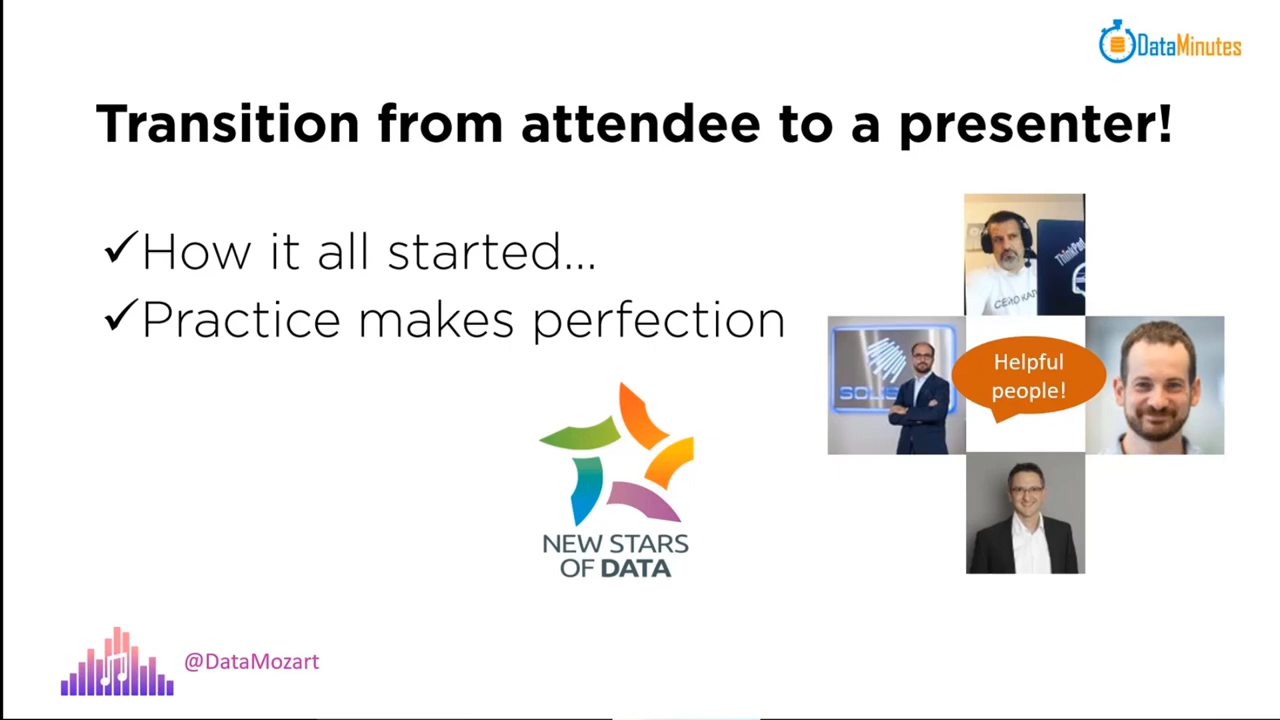 DataMinutes
Transition from attendee to a presenter!
✓How it all started...
✓Practice makes perfection
ThinkPad
Helpful
people!
NEW STARS
OF DATA
@DataMozart